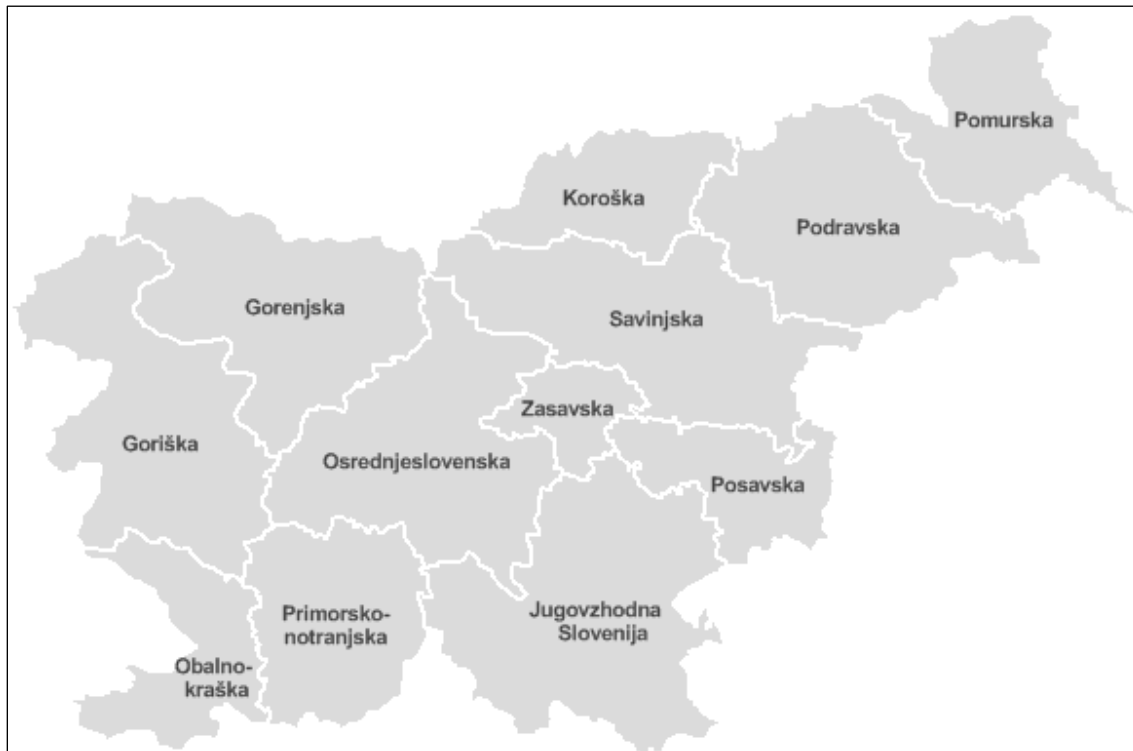 Pomurska
Koroška
Podravska
Gorenjska
Savinjska
Zasavska
Goriška
Osrednjeslovenska
Posavska
Primorsko-
notranjska
Jugovzhodna
Slovenija
Obalno-
kraška